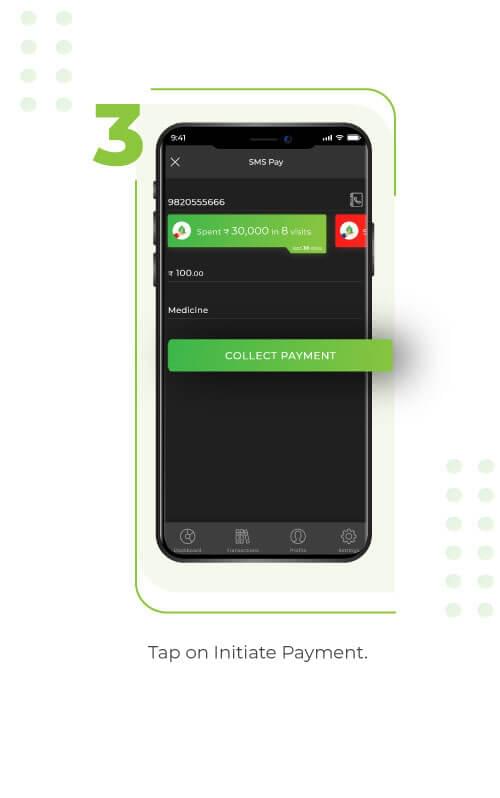 3
9:41
SMS Pay
9820555666
Spent ₹ 30,000 in 8 visits
last 30 days
₹ 100.00
Medicine
COLLECT PAYMENT
Dashboard Transactions Profile Settings
Tap on Initiate Payment.